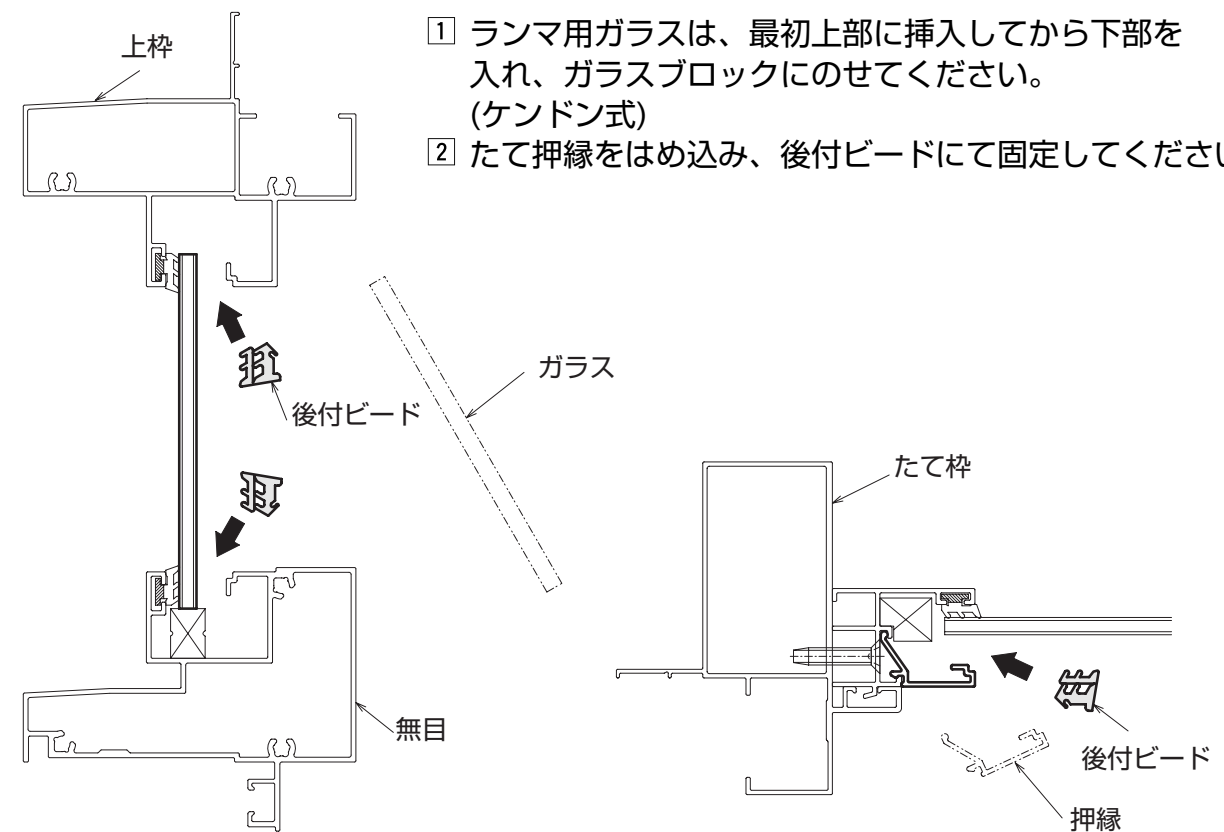 1 ランマ用ガラスは、最初上部に挿入してから下部を
入れ、ガラスブロックにのせてください。
(ケンドン式)
2 たて押縁をはめ込み、後付ビードにて固定してくださ
上枠
ガラス
後付ビード
たて枠
無目
後付ビード
押縁